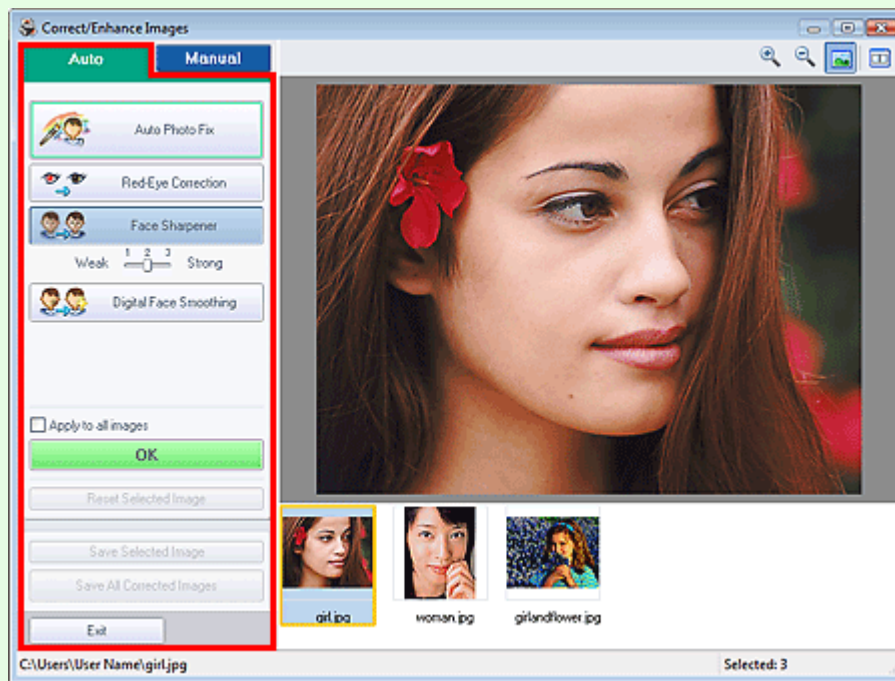 Correct/Enhance Images
Auto
Manual
Auto Photo Fix
Red-Eye Correction
Face Sharpener
1 2 3
Weak Strong
Digital Face Smoothing
Apply to all images
OK
Reset Selected Image
Save Selected Image
Save All Corrected Images
Exit
girl.jpg
woman.jpg
girlandflower.jpg
C:\Users\User Name\girl.jpg
Selected: 3